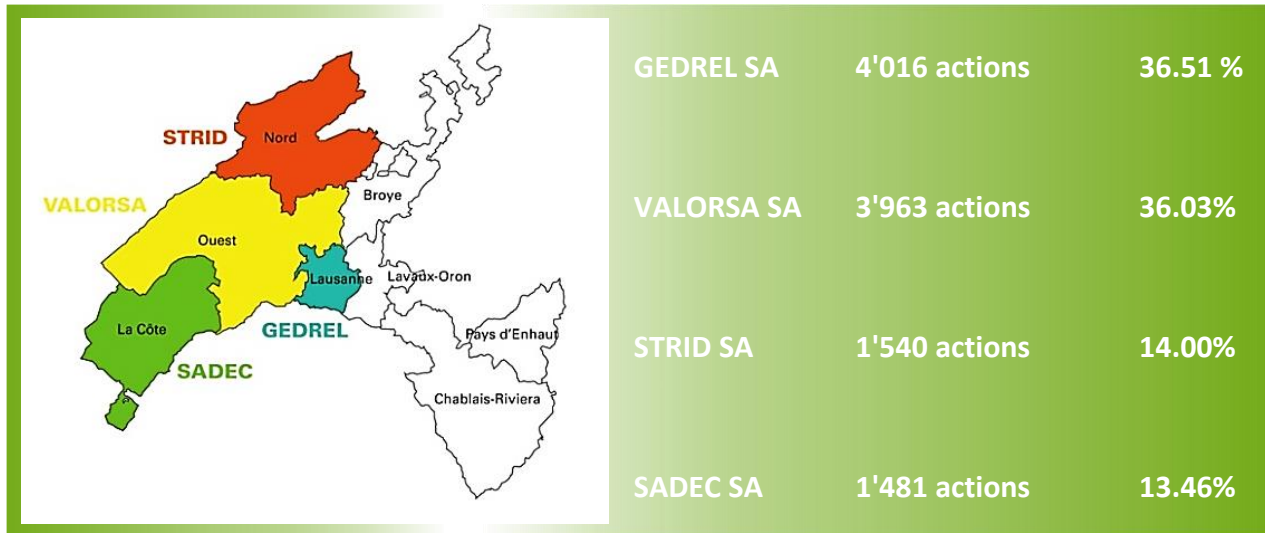 STRID
Nord
VALORSA
Broye
Ouest
Lausanne
Lavaux-Oron
La Côte
GEDREL
Pays d'Enhaut
SADEC
Chablais-Riviera
GEDREL SA 4'016 actions 36.51 %
VALORSA SA 3'963 actions 36.03%
STRID SA 1'540 actions 14.00%
SADEC SA 1'481 actions 13.46%